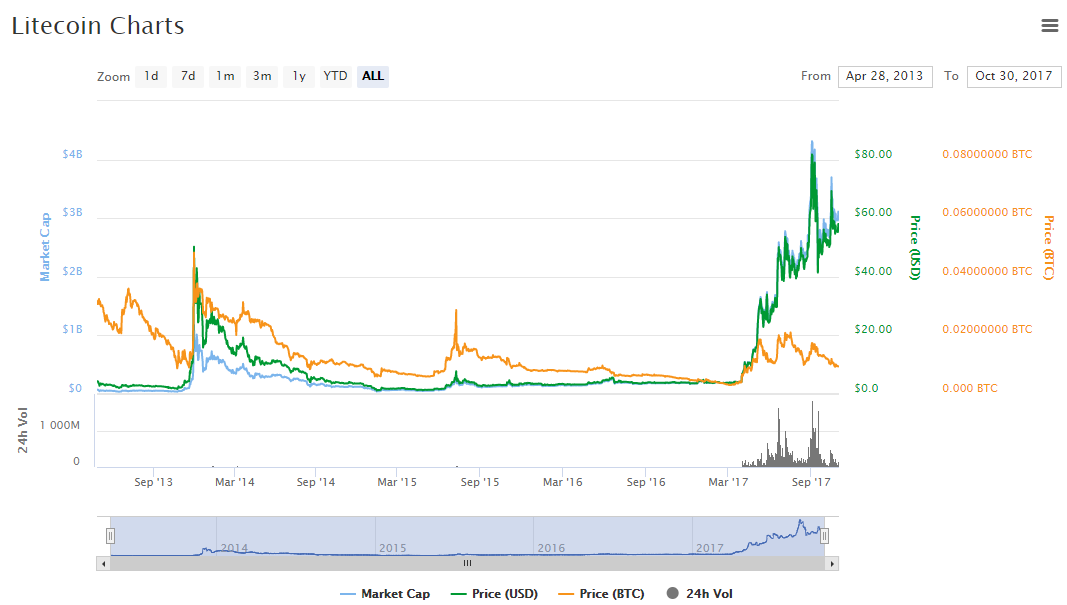 Litecoin Charts
Zoom 1d 7d 1m 3m 1y YTD ALL From Apr 28, 2013 To Oct 30, 2017
$4B $80.00 0.08000000 BTC
$3B $60.00 0.06000000 BTC
Market Cap Price (USD) Price (BTC)
$2B $40.00 0.04000000 BTC
$1B $20.00 0.02000000 BTC
$0 $0.0 0.000 BTC
24h Vol
1 000M
0
Sep '13 Mar '14 Sep '14 Mar '15 Sep '15 Mar '16 Sep '16 Mar '17 Sep '17
2014 2015 2016 2017
Market Cap Price (USD) Price (BTC) 24h Vol